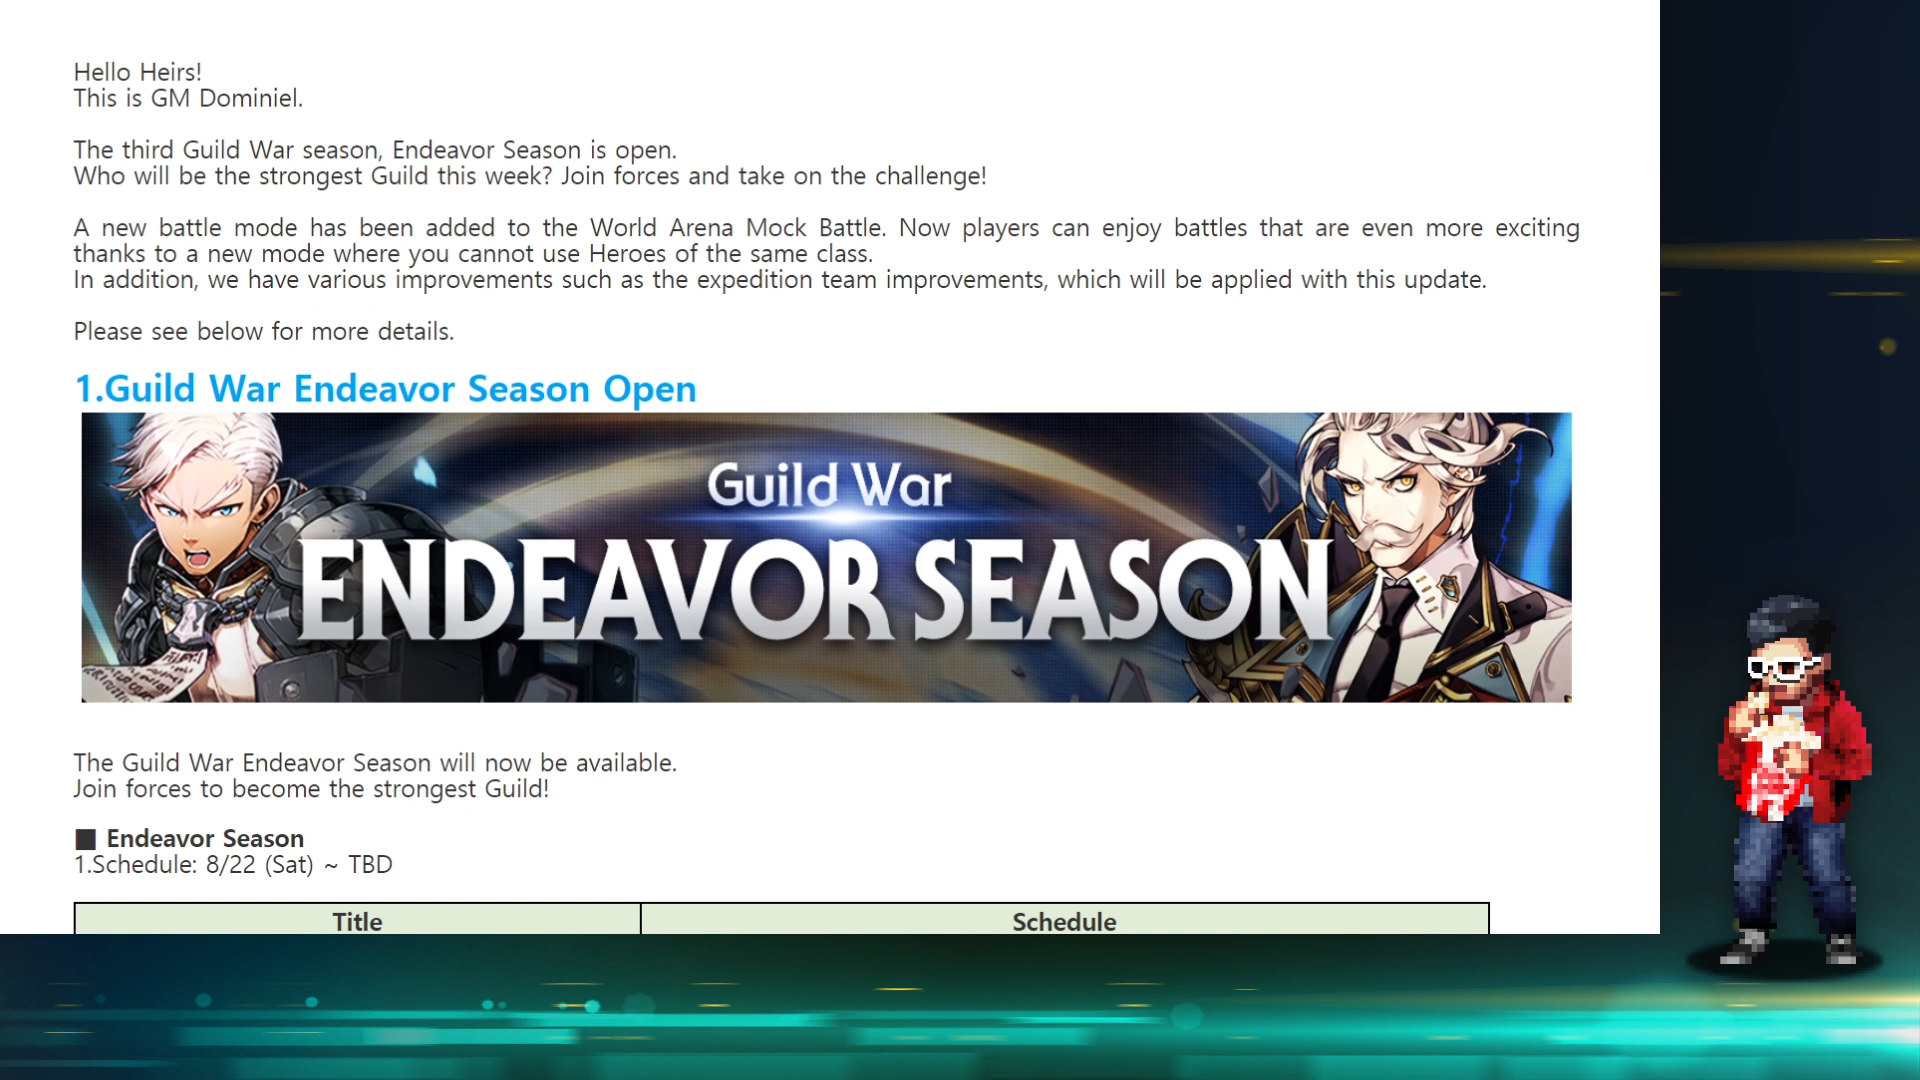 Hello Heirs!
This is GM Dominiel.
The third Guild War season, Endeavor Season is open.
Who will be the strongest Guild this week? Join forces and take on the challenge!
A new battle mode has been added to the World Arena Mock Battle. Now players can enjoy battles that are even more exciting
thanks to a new mode where you cannot use Heroes of the same class.
In addition, we have various improvements such as the expedition team improvements, which will be applied with this update.
Please see below for more details.
1.Guild War Endeavor Season Open
Guild War
ENDEAVOR SEASON
The Guild War Endeavor Season will now be available.
Join forces to become the strongest Guild!
■ Endeavor Season
1.Schedule: 8/22 (Sat) ~ TBD
Title Schedule